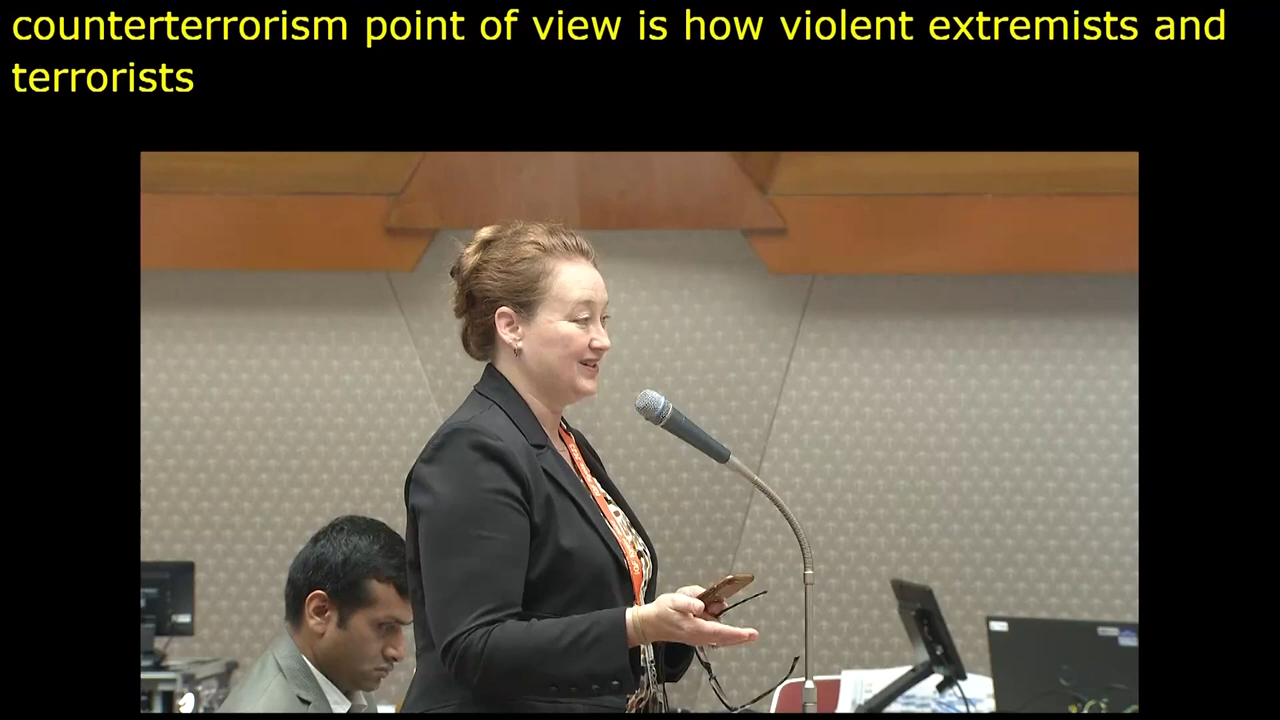 counterterrorism point of view is how violent extremists and
terrorists